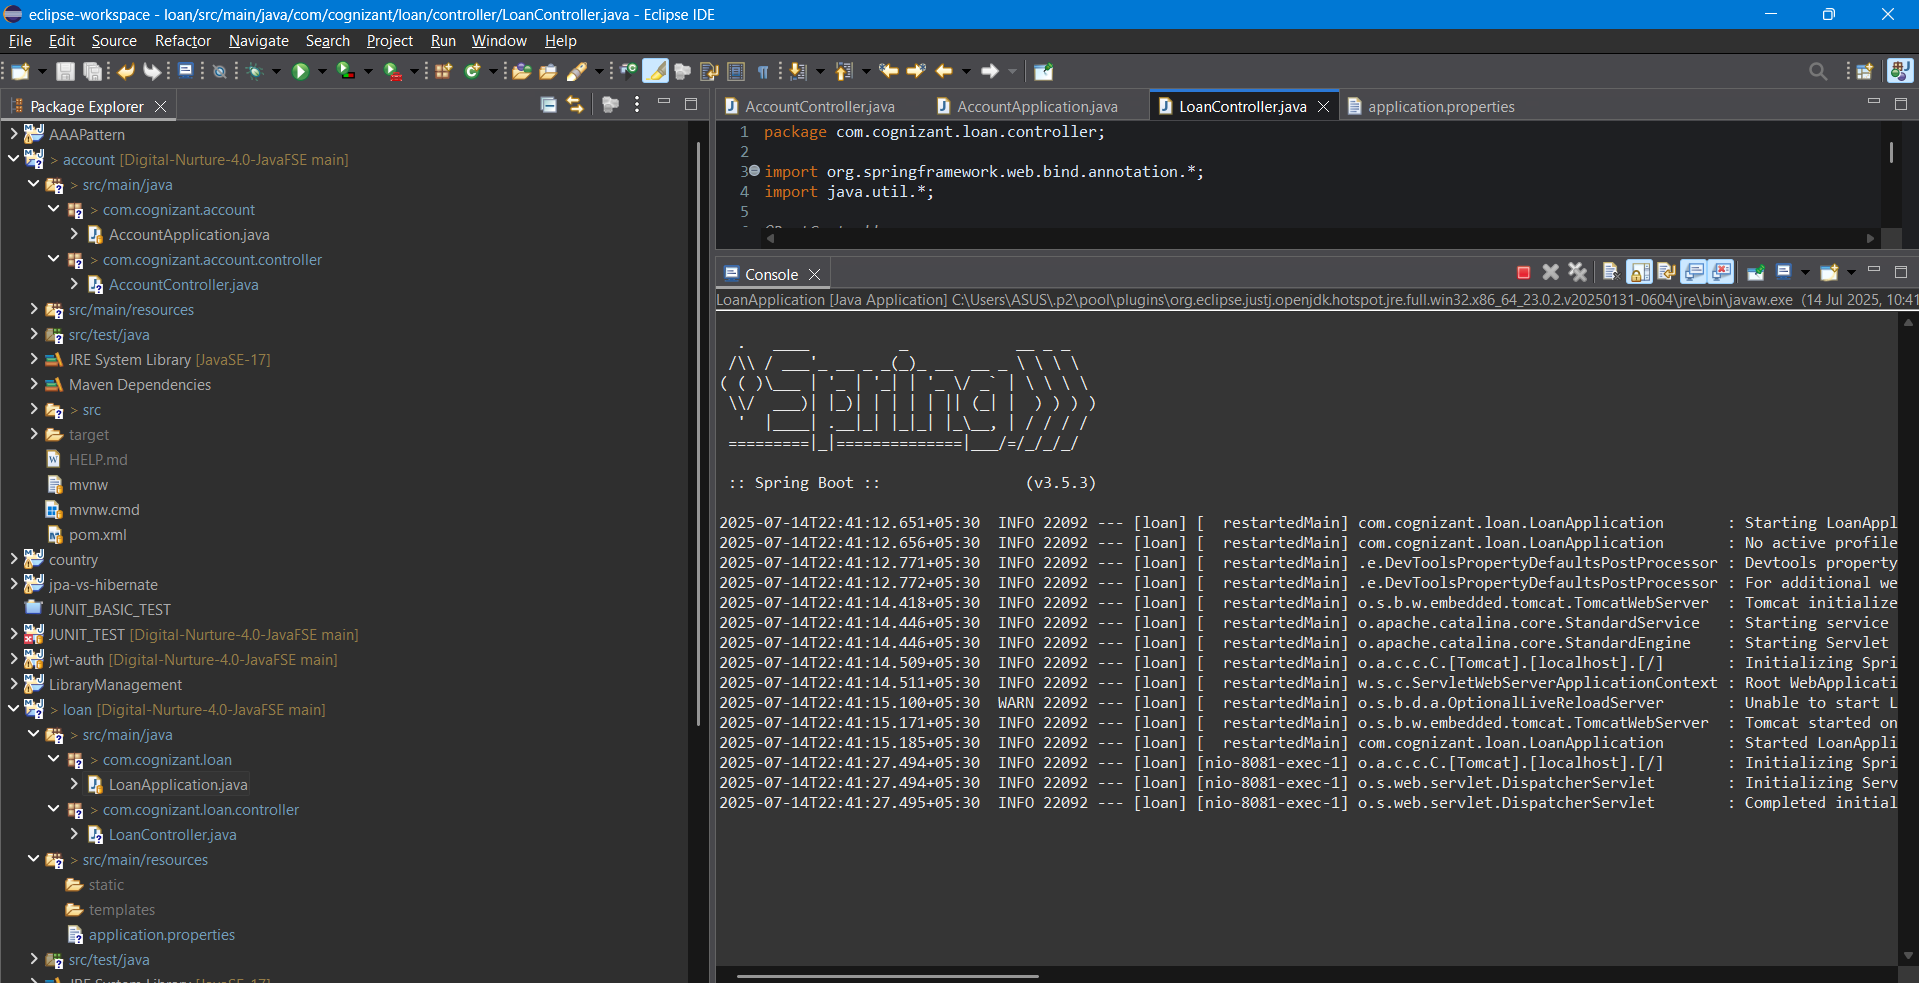 eclipse-workspace - loan/src/main/java/com/cognizant/loan/controller/LoanController.java - Eclipse IDE
File Edit Source Refactor Navigate Search Project Run Window Help
Package Explorer
AAAPattern
> account [Digital-Nurture-4.0-JavaFSE main]
> src/main/java
> com.cognizant.account
AccountApplication.java
> com.cognizant.account.controller
AccountController.java
src/main/resources
src/test/java
JRE System Library [JavaSE-17]
Maven Dependencies
> src
target
HELP.md
mvnw
mvnw.cmd
pom.xml
country
jpa-vs-hibernate
JUNIT_BASIC_TEST
JUNIT_TEST [Digital-Nurture-4.0-JavaFSE main]
jwt-auth [Digital-Nurture-4.0-JavaFSE main]
LibraryManagement
> loan [Digital-Nurture-4.0-JavaFSE main]
> src/main/java
> com.cognizant.loan
LoanApplication.java
> com.cognizant.loan.controller
LoanController.java
> src/main/resources
static
templates
application.properties
src/test/java
AccountController.java AccountApplication.java LoanController.java application.properties
1 package com.cognizant.loan.controller;
2
3 import org.springframework.web.bind.annotation.*;
4 import java.util.*;
5
Console
LoanApplication [Java Application] C:\Users\ASUS\.p2\pool\plugins\org.eclipse.justj.openjdk.hotspot.jre.full.win32.x86_64_23.0.2.v20250131-0604\jre\bin\javaw.exe (14 Jul 2025, 10:41
Spring
:: Spring Boot :: (v3.5.3)
2025-07-14T22:41:12.651+05:30 INFO 22092 --- [loan] [ restartedMain] com.cognizant.loan.LoanApplication : Starting LoanAppl
2025-07-14T22:41:12.656+05:30 INFO 22092 --- [loan] [ restartedMain] com.cognizant.loan.LoanApplication : No active profile
2025-07-14T22:41:12.771+05:30 INFO 22092 --- [loan] [ restartedMain] .e.DevToolsPropertyDefaultsPostProcessor : Devtools property
2025-07-14T22:41:12.772+05:30 INFO 22092 --- [loan] [ restartedMain] .e.DevToolsPropertyDefaultsPostProcessor : For additional we
2025-07-14T22:41:14.418+05:30 INFO 22092 --- [loan] [ restartedMain] o.s.b.w.embedded.tomcat.TomcatWebServer : Tomcat initialize
2025-07-14T22:41:14.446+05:30 INFO 22092 --- [loan] [ restartedMain] o.apache.catalina.core.StandardService : Starting service
2025-07-14T22:41:14.446+05:30 INFO 22092 --- [loan] [ restartedMain] o.apache.catalina.core.StandardEngine : Starting Servlet
2025-07-14T22:41:14.509+05:30 INFO 22092 --- [loan] [ restartedMain] o.a.c.c.C.[Tomcat].[localhost].[/] : Initializing Spri
2025-07-14T22:41:14.511+05:30 INFO 22092 --- [loan] [ restartedMain] w.s.c.ServletWebServerApplicationContext : Root WebApplicati
2025-07-14T22:41:15.100+05:30 WARN 22092 --- [loan] [ restartedMain] o.s.b.d.a.OptionalLiveReloadServer : Unable to start L
2025-07-14T22:41:15.171+05:30 INFO 22092 --- [loan] [ restartedMain] o.s.b.w.embedded.tomcat.TomcatWebServer : Tomcat started on
2025-07-14T22:41:15.185+05:30 INFO 22092 --- [loan] [ restartedMain] com.cognizant.loan.LoanApplication : Started LoanAppli
2025-07-14T22:41:27.494+05:30 INFO 22092 --- [loan] [nio-8081-exec-1] o.a.c.c.C.[Tomcat].[localhost].[/] : Initializing Spri
2025-07-14T22:41:27.494+05:30 INFO 22092 --- [loan] [nio-8081-exec-1] o.s.web.servlet.DispatcherServlet : Initializing Serv
2025-07-14T22:41:27.495+05:30 INFO 22092 --- [loan] [nio-8081-exec-1] o.s.web.servlet.DispatcherServlet : Completed initial